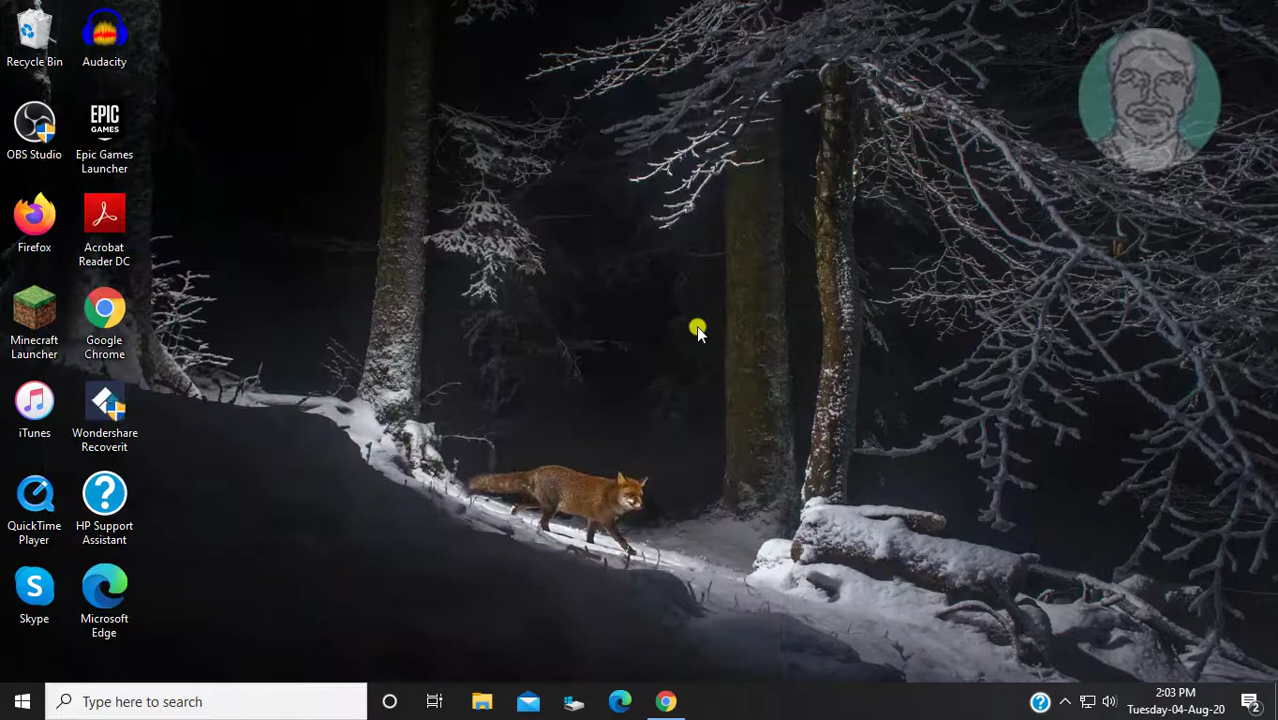 Recycle Bin
Audacity
OBS Studio
EPIC
GAMES
Epic Games
Launcher
Firefox
Acrobat
Reader DC
Minecraft
Launcher
Google
Chrome
iTunes
Wondershare
Recoverit
QuickTime
Player
HP Support
Assistant
Skype
Microsoft
Edge
Type here to search
2:03 PM
Tuesday-04-Aug-20
2